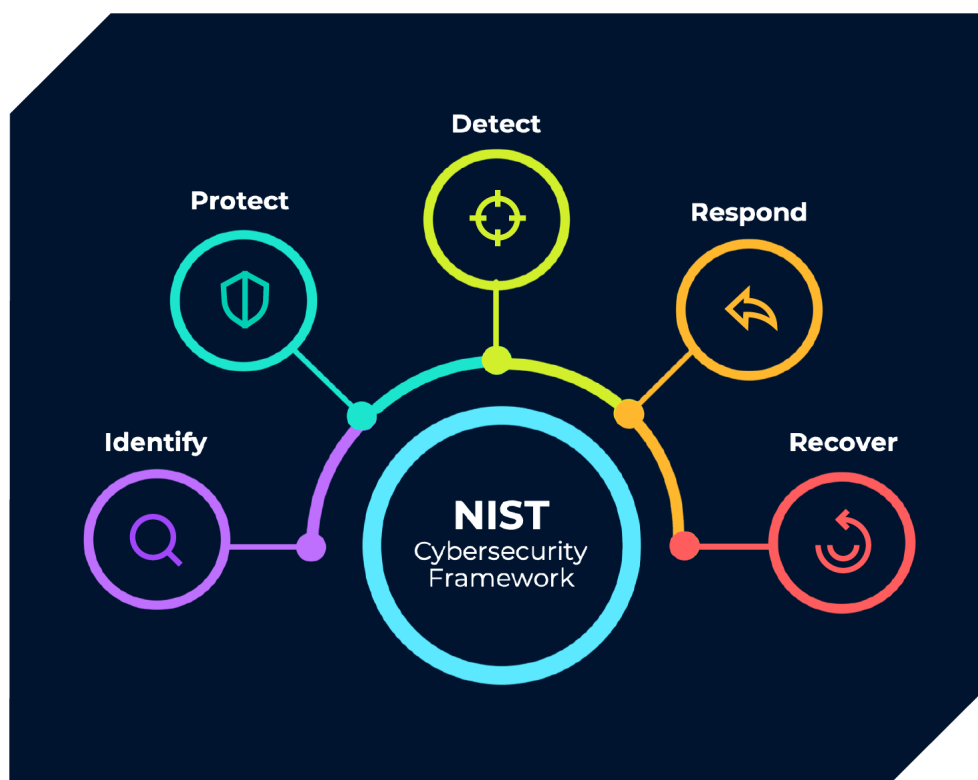 Detect
Protect
Respond
Identify
Recover
NIST
Cybersecurity
Framework